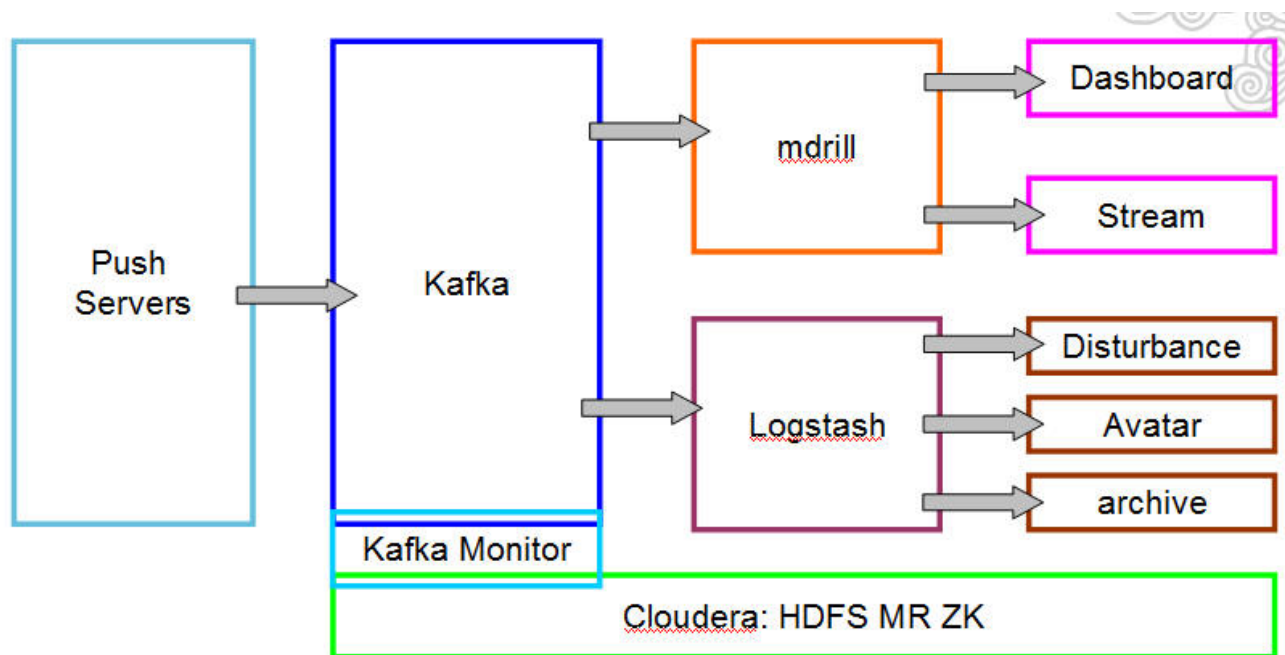 Push
Servers
Kafka
Kafka Monitor
mdrill
Logstash
Dashboard
Stream
Disturbance
Avatar
archive
Cloudera: HDFS MR ZK